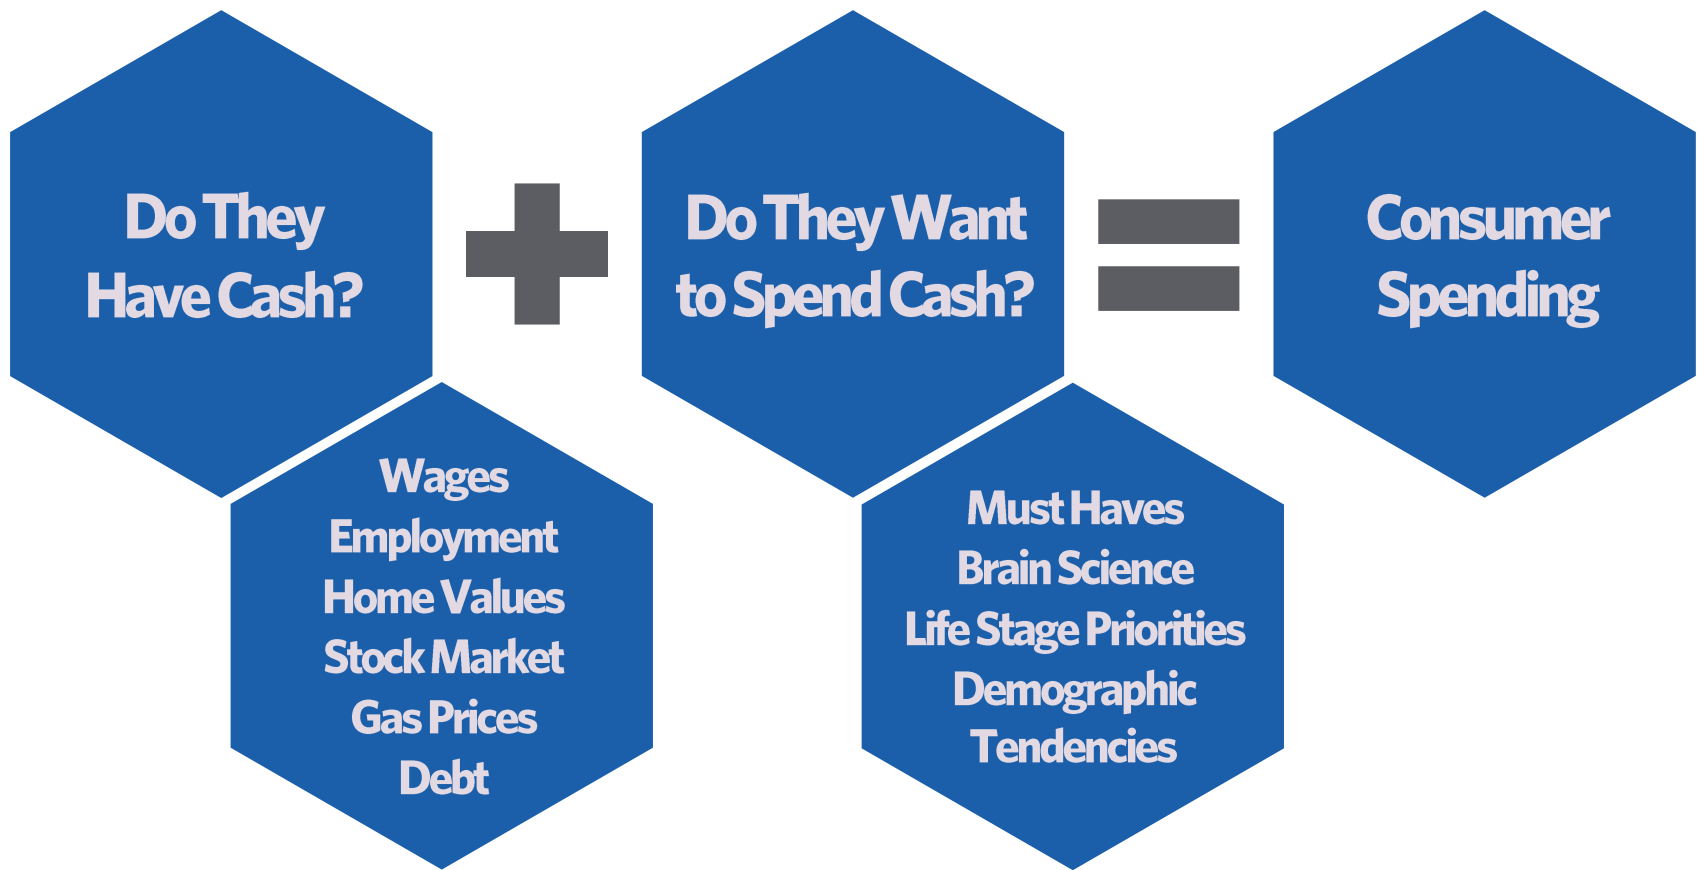 Do They
Have Cash?
Do They Want
to Spend Cash?
Consumer
Spending
Wages
Employment
Home Values
Stock Market
Gas Prices
Debt
Must Haves
Brain Science
Life Stage Priorities
Demographic
Tendencies